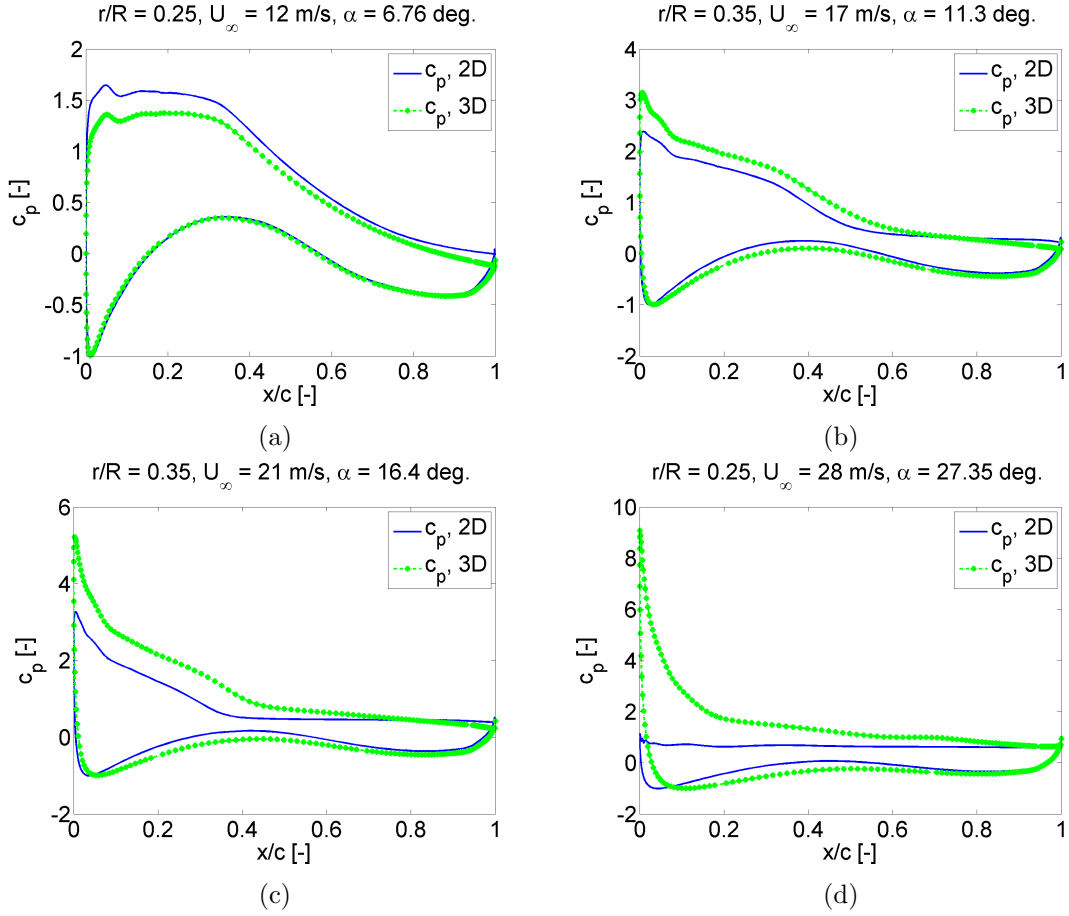 r/R = 0.25, U∞ = 12 m/s, α = 6.76 deg.
2
1.5
1
0.5
0
-0.5
-1
c_p [-]
0 0.2 0.4 0.6 0.8 1
x/c [-]
c_p, 2D
c_p, 3D
(a)
r/R = 0.35, U∞ = 17 m/s, α = 11.3 deg.
4
3
2
1
0
-1
-2
c_p [-]
0 0.2 0.4 0.6 0.8 1
x/c [-]
c_p, 2D
c_p, 3D
(b)
r/R = 0.35, U∞ = 21 m/s, α = 16.4 deg.
6
4
2
0
-2
c_p [-]
0 0.2 0.4 0.6 0.8 1
x/c [-]
c_p, 2D
c_p, 3D
(c)
r/R = 0.25, U∞ = 28 m/s, α = 27.35 deg.
10
8
6
4
2
0
-2
c_p [-]
0 0.2 0.4 0.6 0.8 1
x/c [-]
c_p, 2D
c_p, 3D
(d)